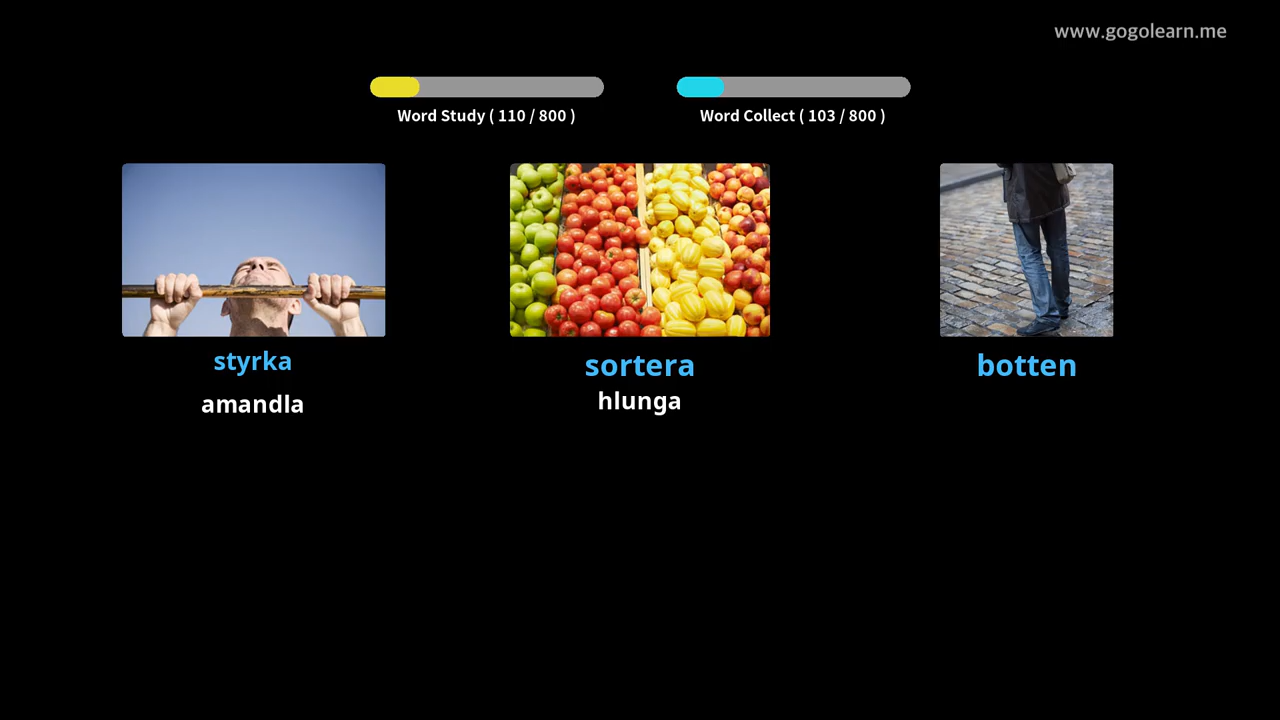 www.gogolearn.me
Word Study ( 110 / 800 )
Word Collect ( 103 / 800 )
styrka
amandla
sortera
hlunga
botten